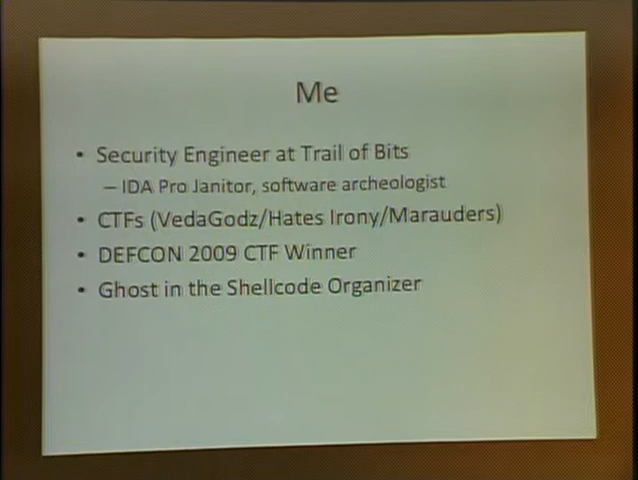 Me
• Security Engineer at Trail of Bits
– IDA Pro Janitor, software archeologist
• CTFs (VedaGodz/Hates Irony/Marauders)
• DEFCON 2009 CTF Winner
• Ghost in the Shellcode Organizer